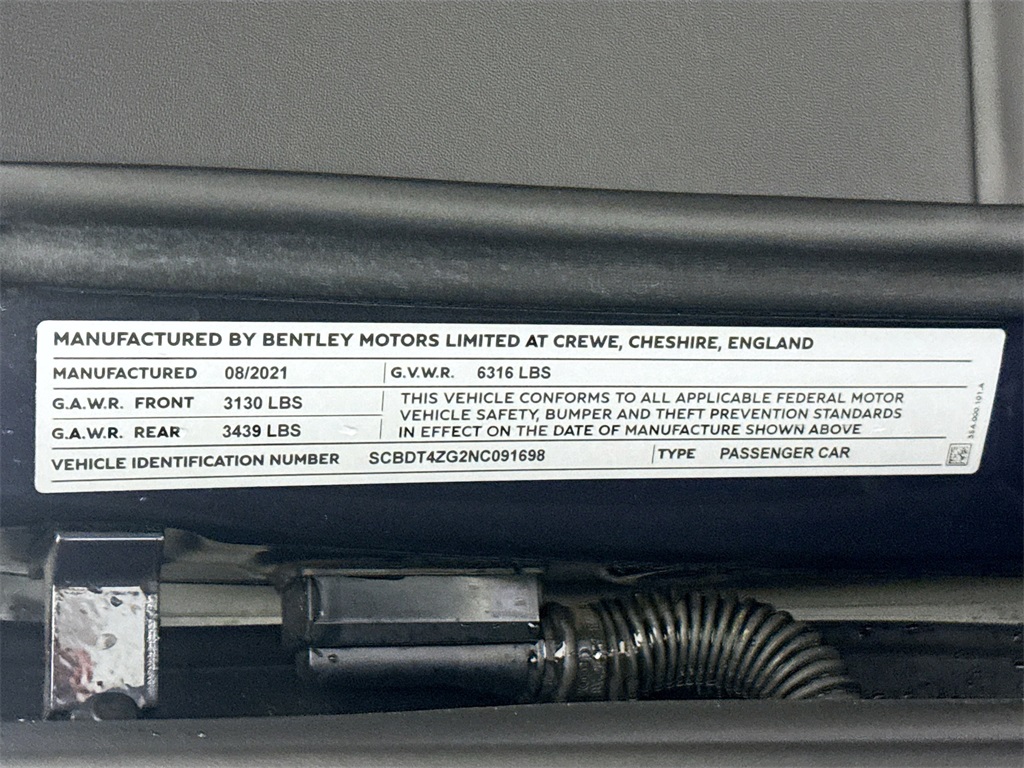 MANUFACTURED BY BENTLEY MOTORS LIMITED AT CREWE, CHESHIRE, ENGLAND
MANUFACTURED 08/2021 G.V.W.R. 6316 LBS
G.A.W.R. FRONT 3130 LBS
G.A.W.R. REAR 3439 LBS
THIS VEHICLE CONFORMS TO ALL APPLICABLE FEDERAL MOTOR
VEHICLE SAFETY, BUMPER AND THEFT PREVENTION STANDARDS
IN EFFECT ON THE DATE OF MANUFACTURE SHOWN ABOVE
VEHICLE IDENTIFICATION NUMBER SCBDT4ZG2NC091698 TYPE PASSENGER CAR